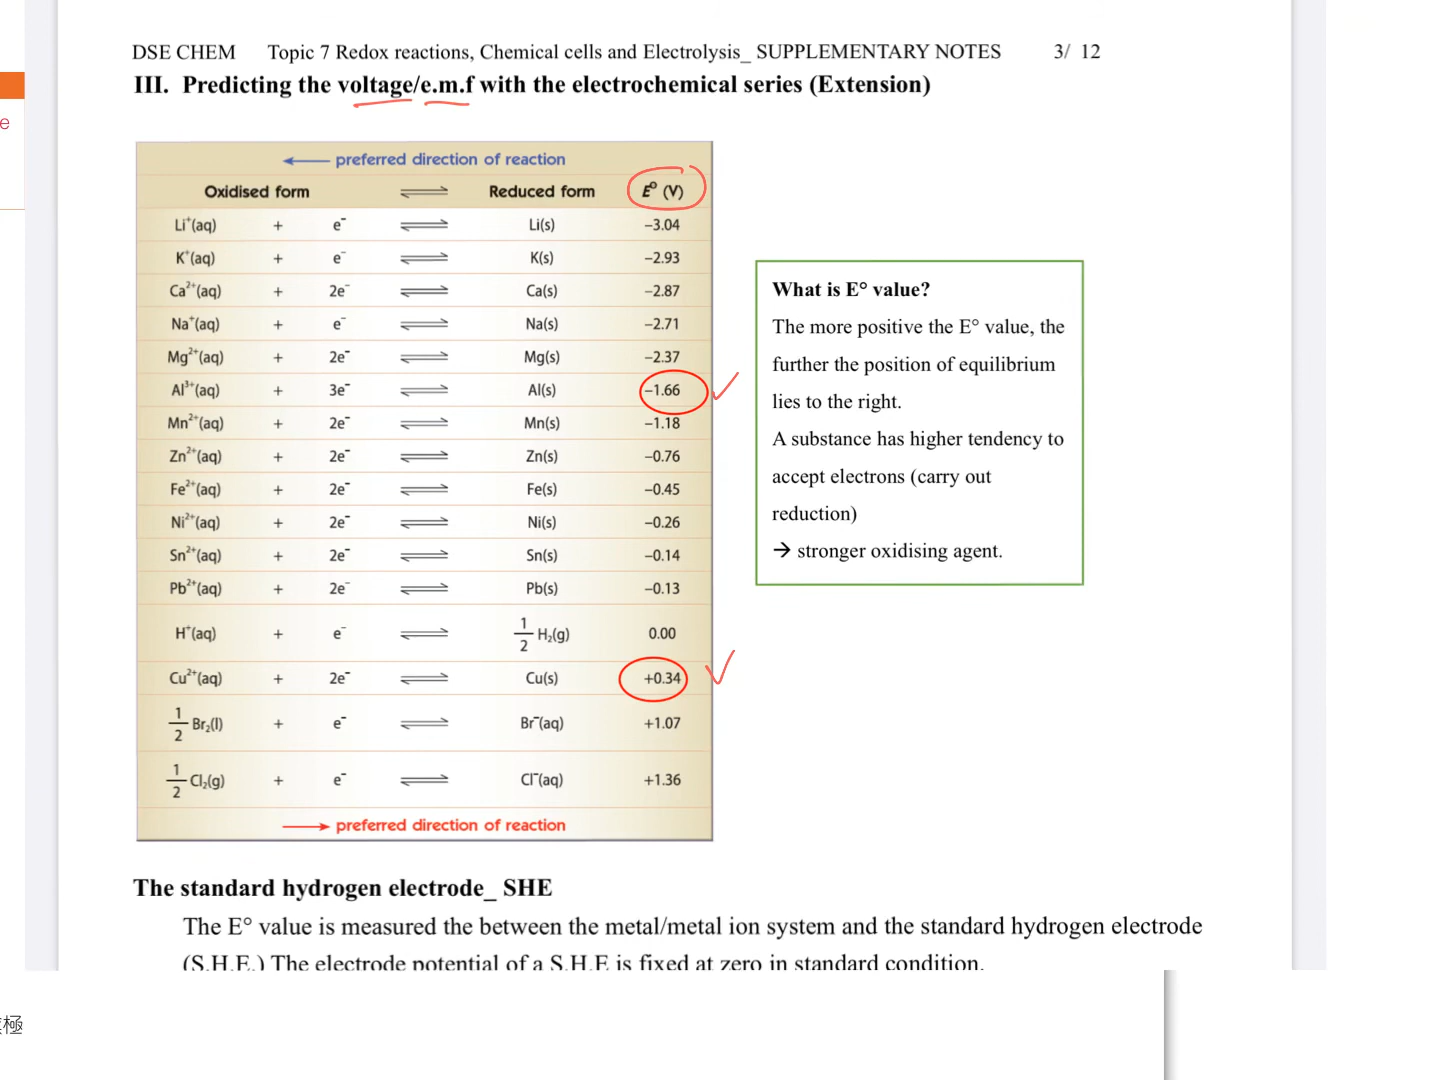 DSE CHEM Topic 7 Redox reactions, Chemical cells and Electrolysis_ SUPPLEMENTARY NOTES 3/ 12
III. Predicting the voltage/e.m.f with the electrochemical series (Extension)
← preferred direction of reaction
Oxidised form ⇌ Reduced form E° (V)
Li⁺(aq) + e⁻ ⇌ Li(s) −3.04
K⁺(aq) + e⁻ ⇌ K(s) −2.93
Ca²⁺(aq) + 2e⁻ ⇌ Ca(s) −2.87
Na⁺(aq) + e⁻ ⇌ Na(s) −2.71
Mg²⁺(aq) + 2e⁻ ⇌ Mg(s) −2.37
Al³⁺(aq) + 3e⁻ ⇌ Al(s) −1.66
Mn²⁺(aq) + 2e⁻ ⇌ Mn(s) −1.18
Zn²⁺(aq) + 2e⁻ ⇌ Zn(s) −0.76
Fe²⁺(aq) + 2e⁻ ⇌ Fe(s) −0.45
Ni²⁺(aq) + 2e⁻ ⇌ Ni(s) −0.26
Sn²⁺(aq) + 2e⁻ ⇌ Sn(s) −0.14
Pb²⁺(aq) + 2e⁻ ⇌ Pb(s) −0.13
H⁺(aq) + e⁻ ⇌ 1/2 H₂(g) 0.00
Cu²⁺(aq) + 2e⁻ ⇌ Cu(s) +0.34
1/2 Br₂(l) + e⁻ ⇌ Br⁻(aq) +1.07
1/2 Cl₂(g) + e⁻ ⇌ Cl⁻(aq) +1.36
→ preferred direction of reaction
What is E° value?
The more positive the E° value, the
further the position of equilibrium
lies to the right.
A substance has higher tendency to
accept electrons (carry out
reduction)
→ stronger oxidising agent.
The standard hydrogen electrode_ SHE
The E° value is measured the between the metal/metal ion system and the standard hydrogen electrode
(S.H.E.) The electrode potential of a S.H.E is fixed at zero in standard condition.
e
極